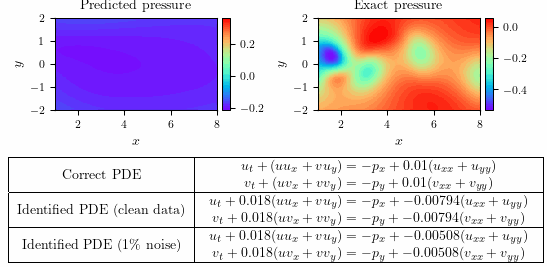 Predicted pressure
Exact pressure
2
1
0
−1
−2
y
2
4
6
8
x
0.2
0.0
−0.2
2
1
0
−1
−2
y
2
4
6
8
x
0.0
−0.2
−0.4
Correct PDE
u_t + (uu_x + vu_y) = −p_x + 0.01(u_xx + u_yy)
v_t + (uv_x + vv_y) = −p_y + 0.01(v_xx + v_yy)
Identified PDE (clean data)
u_t + 0.018(uu_x + vu_y) = −p_x + −0.00794(u_xx + u_yy)
v_t + 0.018(uv_x + vv_y) = −p_y + −0.00794(v_xx + v_yy)
Identified PDE (1% noise)
u_t + 0.018(uu_x + vu_y) = −p_x + −0.00508(u_xx + u_yy)
v_t + 0.018(uv_x + vv_y) = −p_y + −0.00508(v_xx + v_yy)